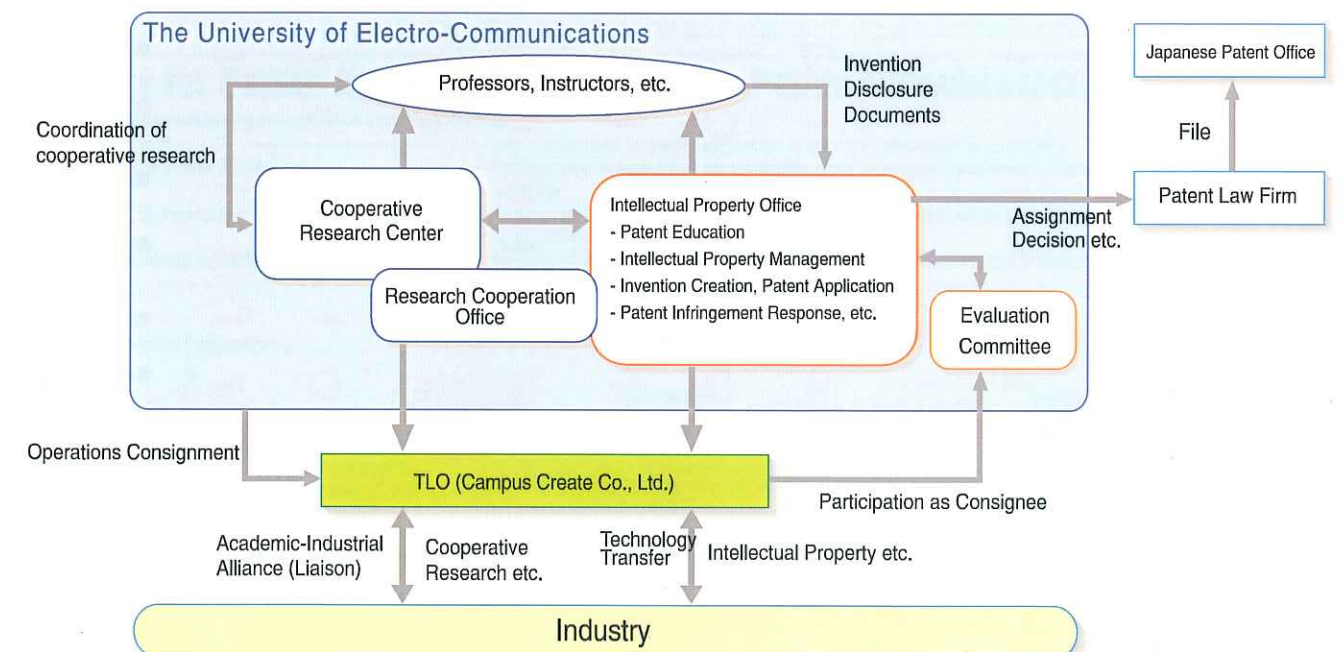 The University of Electro-Communications
Japanese Patent Office
Professors, Instructors, etc.
Invention
Disclosure
Documents
Coordination of
cooperative research
File
Cooperative
Research Center
Intellectual Property Office
- Patent Education
- Intellectual Property Management
- Invention Creation, Patent Application
- Patent Infringement Response, etc.
Patent Law Firm
Assignment
Decision etc.
Research Cooperation
Office
Evaluation
Committee
Operations Consignment
TLO (Campus Create Co., Ltd.)
Participation as Consignee
Academic-Industrial
Alliance (Liaison)
Cooperative
Research etc.
Technology
Transfer
Intellectual Property etc.
Industry